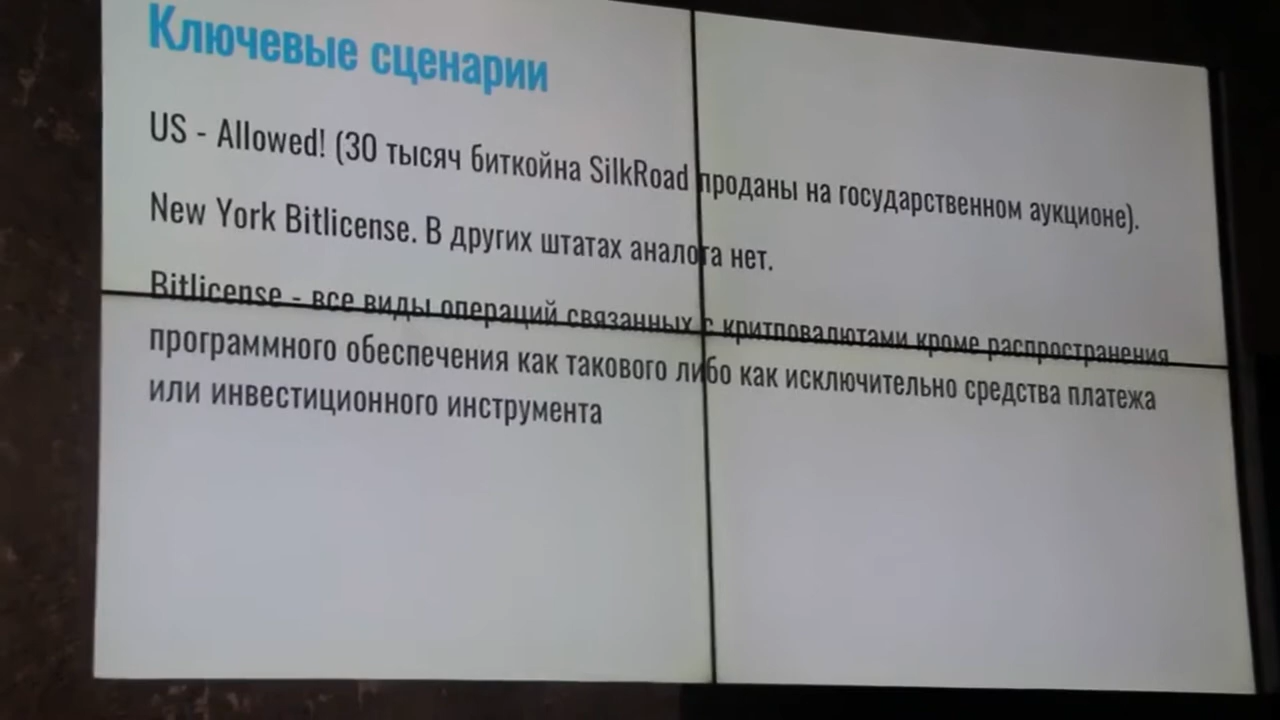 Ключевые сценарии
US - Allowed! (30 тысяч биткойна SilkRoad проданы на государственном аукционе).
New York Bitlicense. В других штатах аналога нет.
Bitlicense - все виды операций связанных с криптовалютами кроме распространения
программного обеспечения как такового либо как исключительно средства платежа
или инвестиционного инструмента